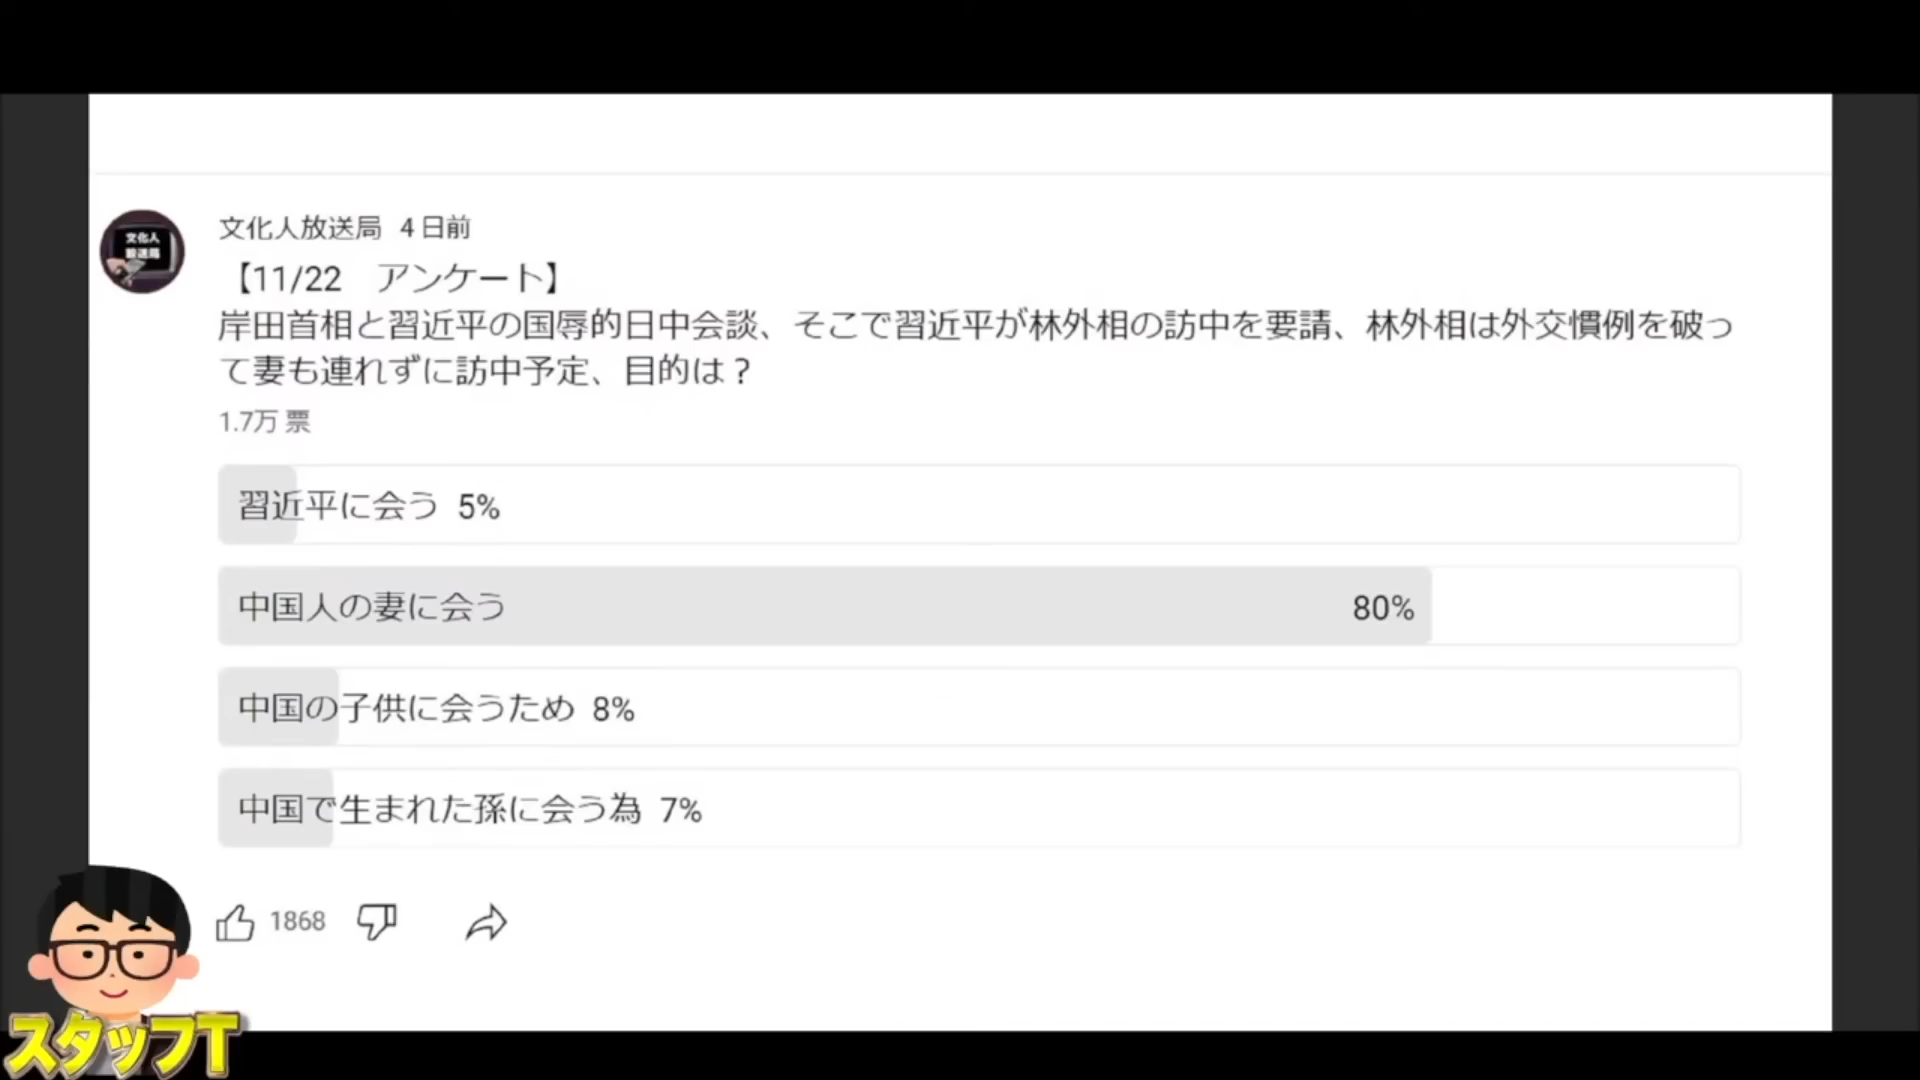 文化人
放送局
文化人放送局 4日前
【11/22　アンケート】
岸田首相と習近平の国辱的日中会談、そこで習近平が林外相の訪中を要請、林外相は外交慣例を破っ
て妻も連れずに訪中予定、目的は？
1.7万 票
習近平に会う 5%
中国人の妻に会う 80%
中国の子供に会うため 8%
中国で生まれた孫に会う為 7%
1868
スタッフT